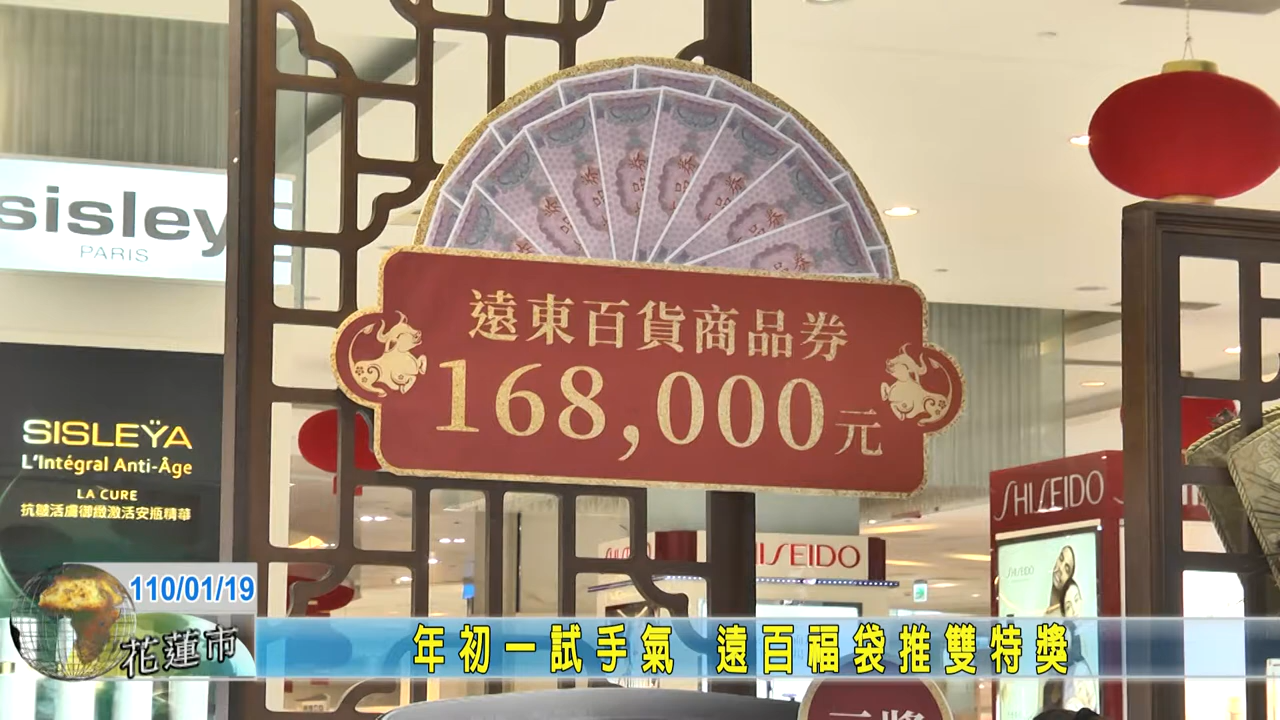 sisley
PARIS
遠東百貨商品券
168,000元
SISLEŸA
L'Intégral Anti-Âge
LA CURE
抗皺活膚御緻激活安瓶精華
SHISEIDO
SHISEIDO
110/01/19
花蓮市
年初一試手氣 遠百福袋推雙特獎